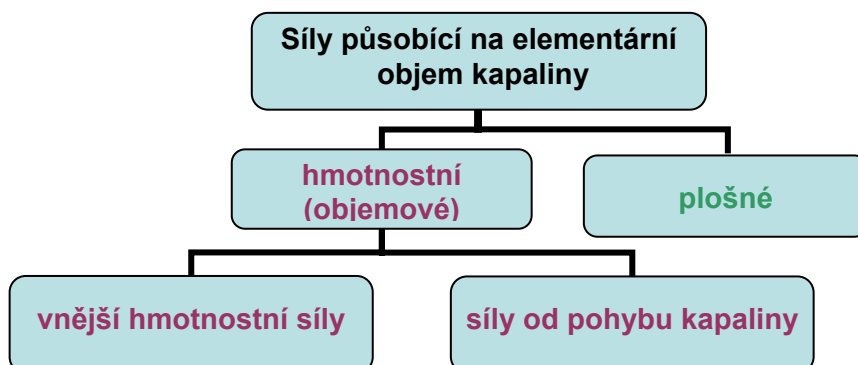 Síly působící na elementární
objem kapaliny
hmotnostní
(objemové)
plošné
vnější hmotnostní síly
síly od pohybu kapaliny